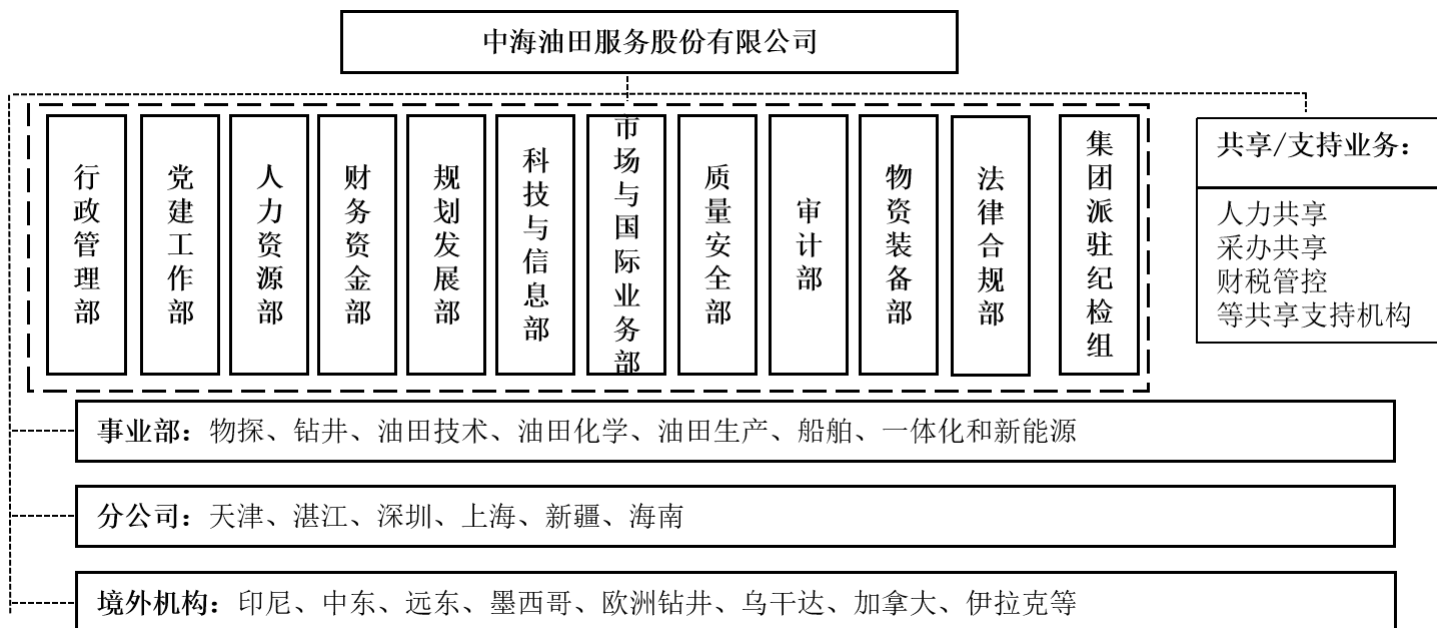 中海油田服务股份有限公司
行政管理部
党建工作部
人力资源部
财务资金部
规划发展部
科技与信息部
市场与国际业务部
质量安全部
审计部
物资装备部
法律合规部
集团派驻纪检组
共享/支持业务：
人力共享
采办共享
财税管控
等共享支持机构
事业部：物探、钻井、油田技术、油田化学、油田生产、船舶、一体化和新能源
分公司：天津、湛江、深圳、上海、新疆、海南
境外机构：印尼、中东、远东、墨西哥、欧洲钻井、乌干达、加拿大、伊拉克等